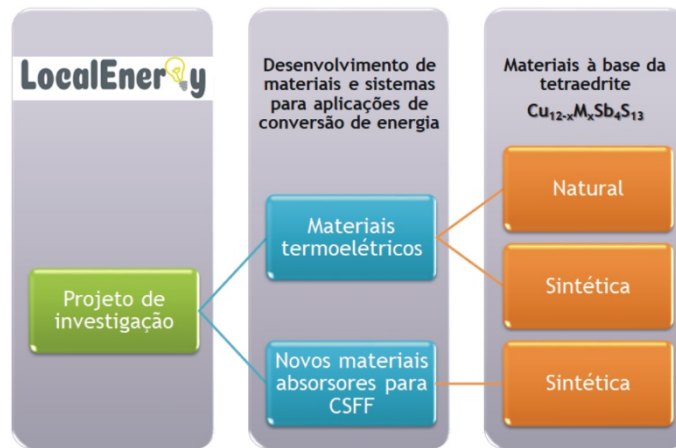 LocalEnergy
Projeto de
investigação
Desenvolvimento de
materiais e sistemas
para aplicações de
conversão de energia
Materiais
termoelétricos
Novos materiais
absorsores para
CSFF
Materiais à base da
tetraedrite
Cu₁₂₋ₓMₓSb₄S₁₃
Natural
Sintética
Sintética